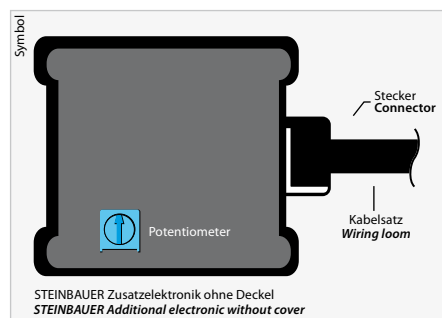 Symbol
Stecker
Connector
Potentiometer
Kabelsatz
Wiring loom
STEINBAUER Zusatzelektronik ohne Deckel
STEINBAUER Additional electronic without cover